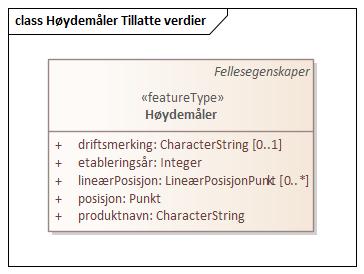 class Høydemåler Tillatte verdier
Fellesegenskaper
«featureType»
Høydemåler
+ driftsmerking: CharacterString [0..1]
+ etableringsår: Integer
+ lineærPosisjon: LineærPosisjonPunkt [0..*]
+ posisjon: Punkt
+ produktnavn: CharacterString